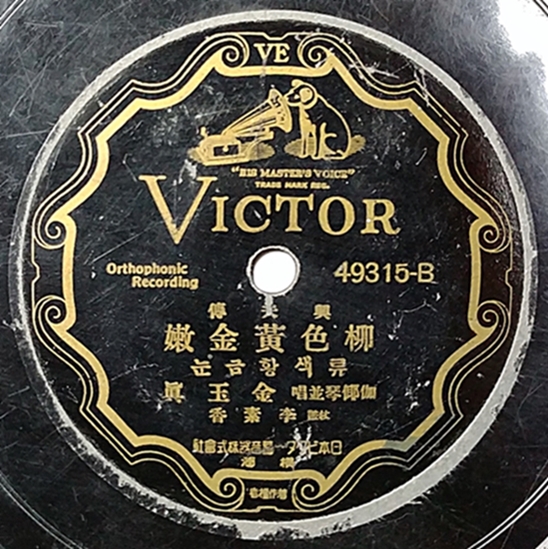 VE
"HIS MASTER'S VOICE"
TRADE MARK REG.
VICTOR
Orthophonic
Recording
49315-B
興夫傳
柳色黃金嫩
류색황금눈
伽倻琴並唱 金玉眞
李素香
日本ビクター蓄音器株式會社
橫濱